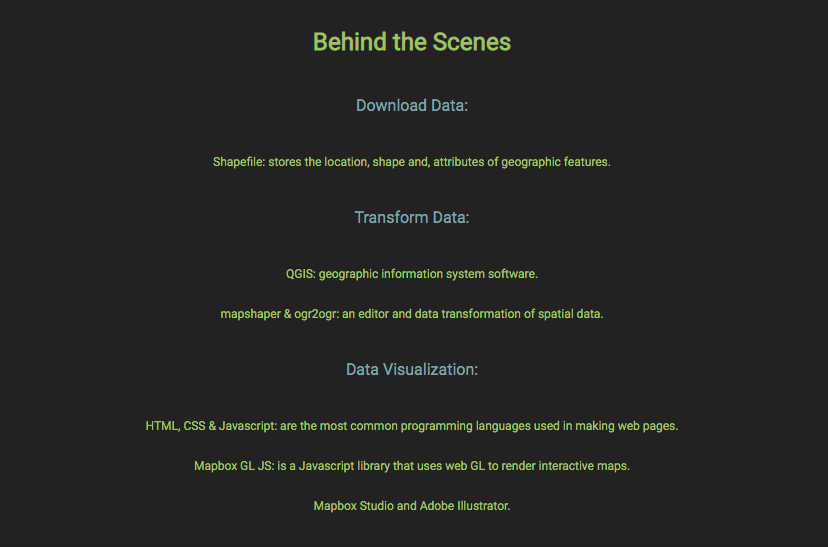 Behind the Scenes
Download Data:
Shapefile: stores the location, shape and, attributes of geographic features.
Transform Data:
QGIS: geographic information system software.
mapshaper & ogr2ogr: an editor and data transformation of spatial data.
Data Visualization:
HTML, CSS & Javascript: are the most common programming languages used in making web pages.
Mapbox GL JS: is a Javascript library that uses web GL to render interactive maps.
Mapbox Studio and Adobe Illustrator.